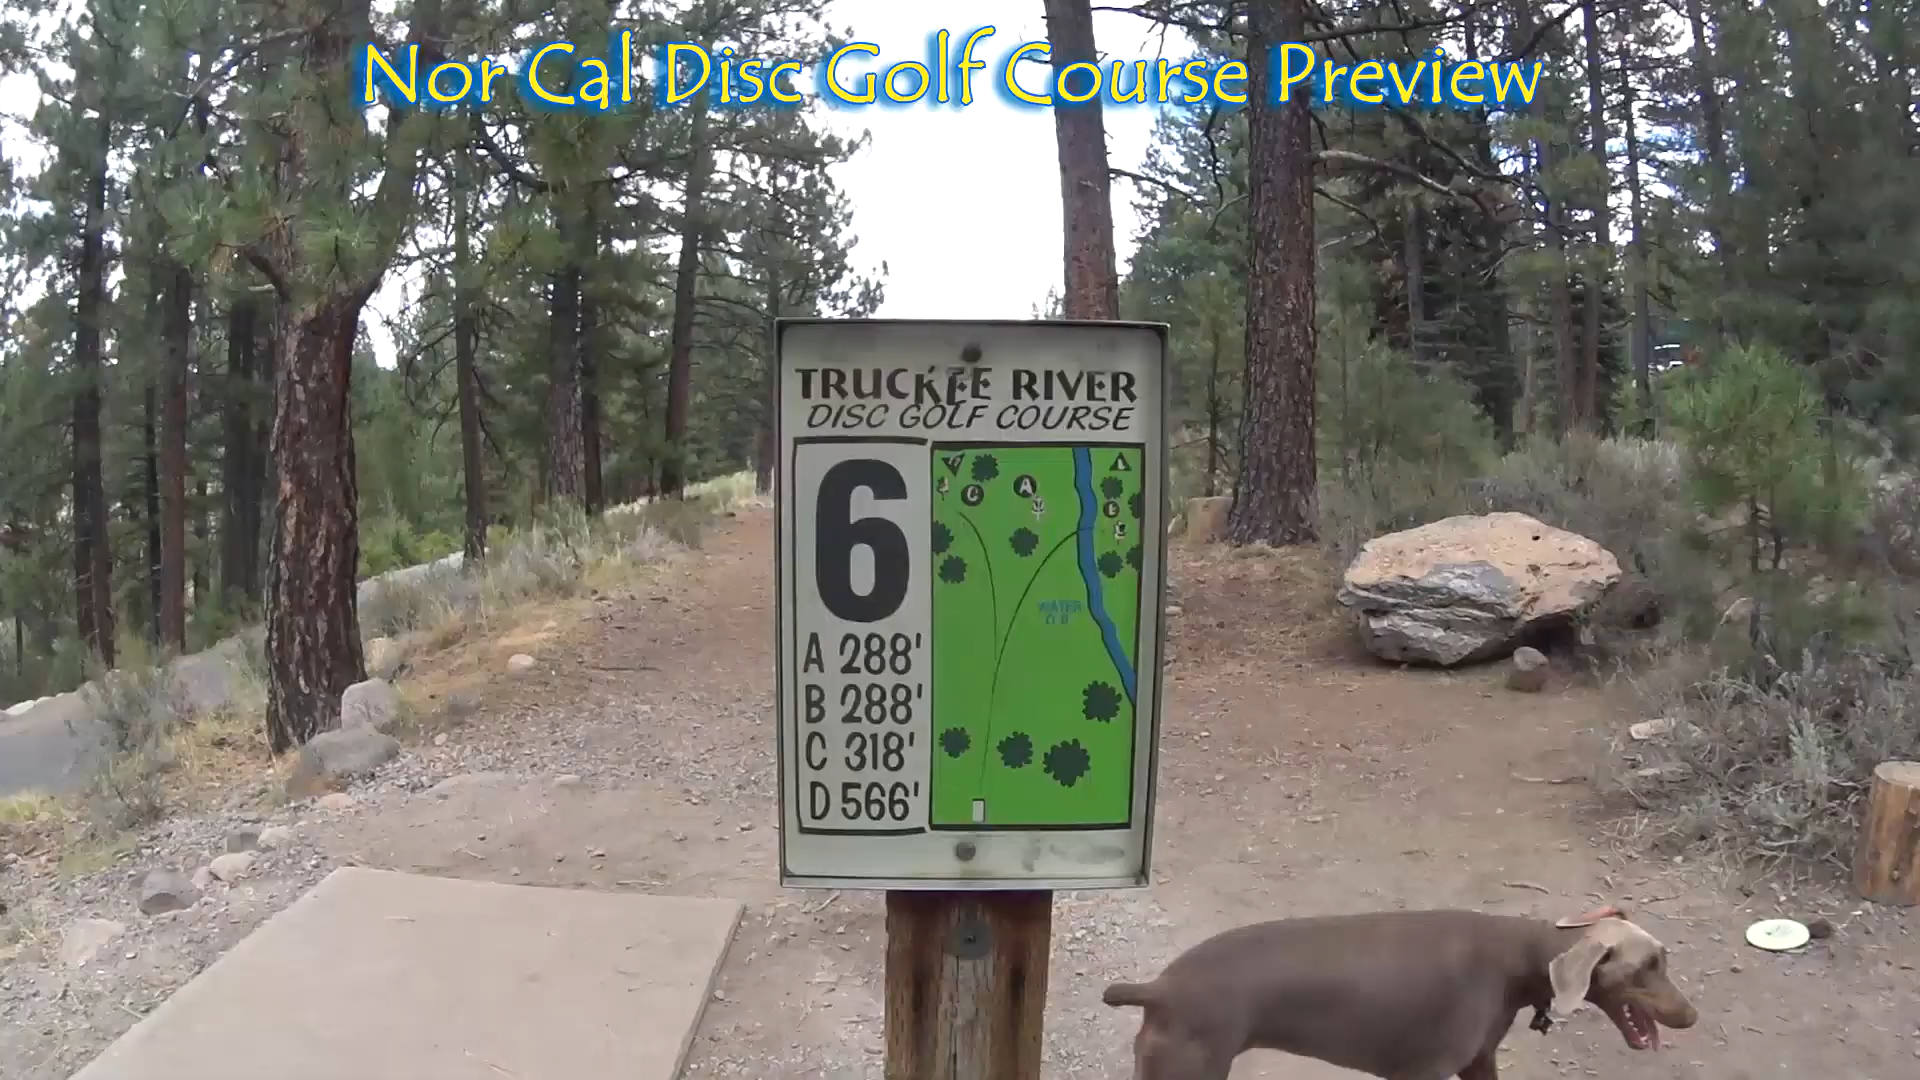 Nor Cal Disc Golf Course Preview
TRUCKEE RIVER
DISC GOLF COURSE
6
A 288'
B 288'
C 318'
D 566'
C
A
WATER